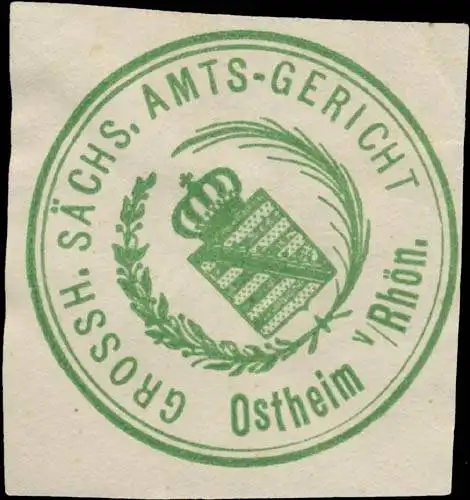 GROSSH. SÄCHS. AMTS-GERICHT
Ostheim v/Rhön.